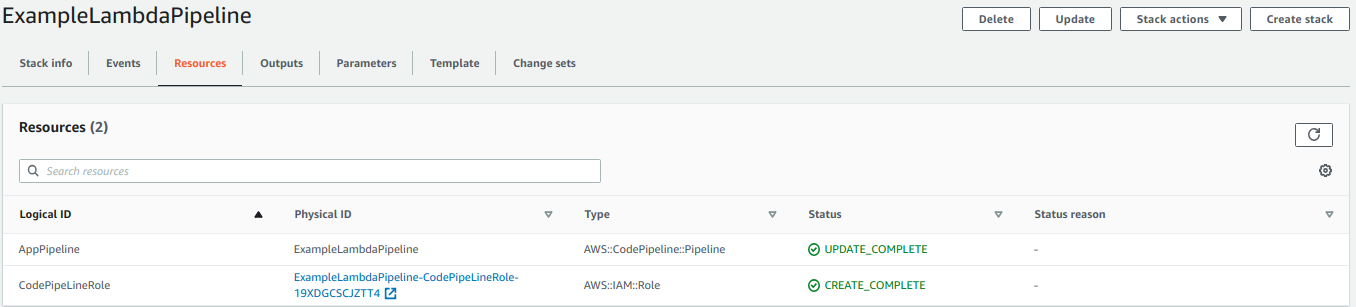 ExampleLambdaPipeline
Delete
Update
Stack actions
Create stack
Stack info
Events
Resources
Outputs
Parameters
Template
Change sets
Resources (2)
Search resources
Logical ID
Physical ID
Type
Status
Status reason
AppPipeline
ExampleLambdaPipeline
AWS::CodePipeline::Pipeline
UPDATE_COMPLETE
-
CodePipeLineRole
ExampleLambdaPipeline-CodePipeLineRole-
19XDGCSCJZTT4
AWS::IAM::Role
CREATE_COMPLETE
-